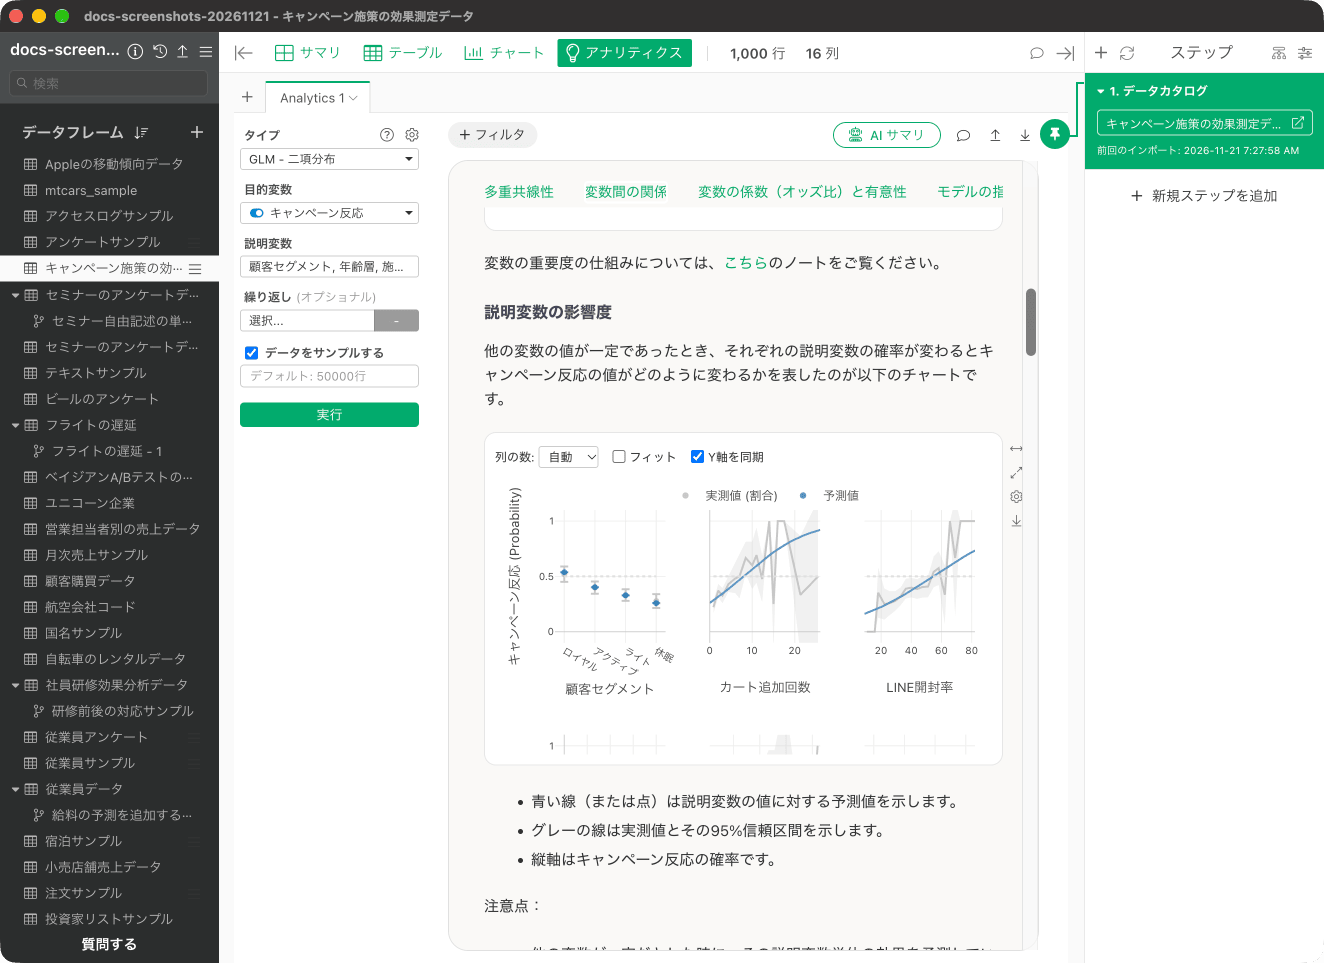 docs-screenshots-20261121 - キャンペーン施策の効果測定データ
docs-screen...
検索
データフレーム
Appleの移動傾向データ
mtcars_sample
アクセスログサンプル
アンケートサンプル
キャンペーン施策の効…
セミナーのアンケートデ…
セミナー自由記述の単…
セミナーのアンケートデ…
テキストサンプル
ビールのアンケート
フライトの遅延
フライトの遅延 - 1
ベイジアンA/Bテストの…
ユニコーン企業
営業担当者別の売上データ
月次売上サンプル
顧客購買データ
航空会社コード
国名サンプル
自転車のレンタルデータ
社員研修効果分析データ
研修前後の対応サンプル
従業員アンケート
従業員サンプル
従業員データ
給料の予測を追加する…
宿泊サンプル
小売店舗売上データ
注文サンプル
投資家リストサンプル
質問する
サマリ
テーブル
チャート
アナリティクス
1,000 行
16 列
Analytics 1
タイプ
GLM - 二項分布
目的変数
キャンペーン反応
説明変数
顧客セグメント, 年齢層, 施...
繰り返し (オプショナル)
選択...
-
データをサンプルする
デフォルト: 50000行
実行
+ フィルタ
AI サマリ
多重共線性
変数間の関係
変数の係数（オッズ比）と有意性
モデルの指
変数の重要度の仕組みについては、こちらのノートをご覧ください。
説明変数の影響度
他の変数の値が一定であったとき、それぞれの説明変数の確率が変わるとキ
ャンペーン反応の値がどのように変わるかを表したのが以下のチャートで
す。
列の数:
自動
フィット
Y軸を同期
実測値 (割合)
予測値
キャンペーン反応 (Probability)
1
0.5
0
ロイヤル
アクティブ
ライト
休眠
顧客セグメント
0
10
20
カート追加回数
20
40
60
80
LINE開封率
1
• 青い線（または点）は説明変数の値に対する予測値を示します。
• グレーの線は実測値とその95%信頼区間を示します。
• 縦軸はキャンペーン反応の確率です。
注意点：
ステップ
1. データカタログ
キャンペーン施策の効果測定デ...
前回のインポート: 2026-11-21 7:27:58 AM
+ 新規ステップを追加